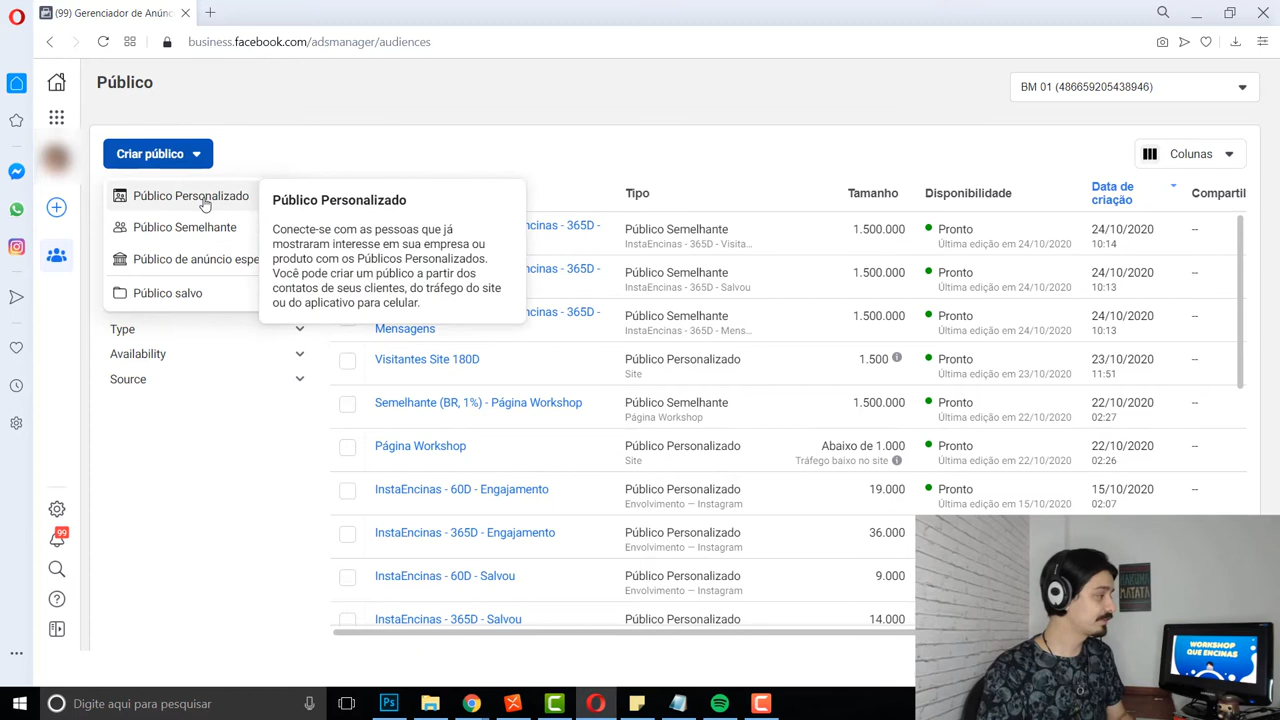 (99) Gerenciador de Anúnc
business.facebook.com/adsmanager/audiences
Público
BM 01 (486659205438946)
Criar público
Colunas
Público Personalizado
Público Semelhante
Público de anúncio espe
Público salvo
Público Personalizado
Conecte-se com as pessoas que já
mostraram interesse em sua empresa ou
produto com os Públicos Personalizados.
Você pode criar um público a partir dos
contatos de seus clientes, do tráfego do site
ou do aplicativo para celular.
Type
Availability
Source
Tipo
Tamanho
Disponibilidade
Data de
criação
Compartil
encinas - 365D -
Público Semelhante
InstaEncinas - 365D - Visita...
1.500.000
Pronto
Última edição em 24/10/2020
24/10/2020
10:14
--
encinas - 365D -
Público Semelhante
InstaEncinas - 365D - Salvou
1.500.000
Pronto
Última edição em 24/10/2020
24/10/2020
10:13
--
encinas - 365D -
Mensagens
Público Semelhante
InstaEncinas - 365D - Mens...
1.500.000
Pronto
Última edição em 24/10/2020
24/10/2020
10:13
--
Visitantes Site 180D
Público Personalizado
Site
1.500
Pronto
Última edição em 23/10/2020
23/10/2020
11:51
--
Semelhante (BR, 1%) - Página Workshop
Público Semelhante
Página Workshop
1.500.000
Pronto
Última edição em 22/10/2020
22/10/2020
02:27
--
Página Workshop
Público Personalizado
Site
Abaixo de 1.000
Tráfego baixo no site
Pronto
Última edição em 22/10/2020
22/10/2020
02:26
--
InstaEncinas - 60D - Engajamento
Público Personalizado
Envolvimento — Instagram
19.000
Pronto
Última edição em 15/10/2020
15/10/2020
02:07
--
InstaEncinas - 365D - Engajamento
Público Personalizado
Envolvimento — Instagram
36.000
InstaEncinas - 60D - Salvou
Público Personalizado
Envolvimento — Instagram
9.000
InstaEncinas - 365D - Salvou
Público Personalizado
14.000
99
HAKUNA
MATATA
WORKSHOP
QUE ENCINAS
Digite aqui para pesquisar
Ps